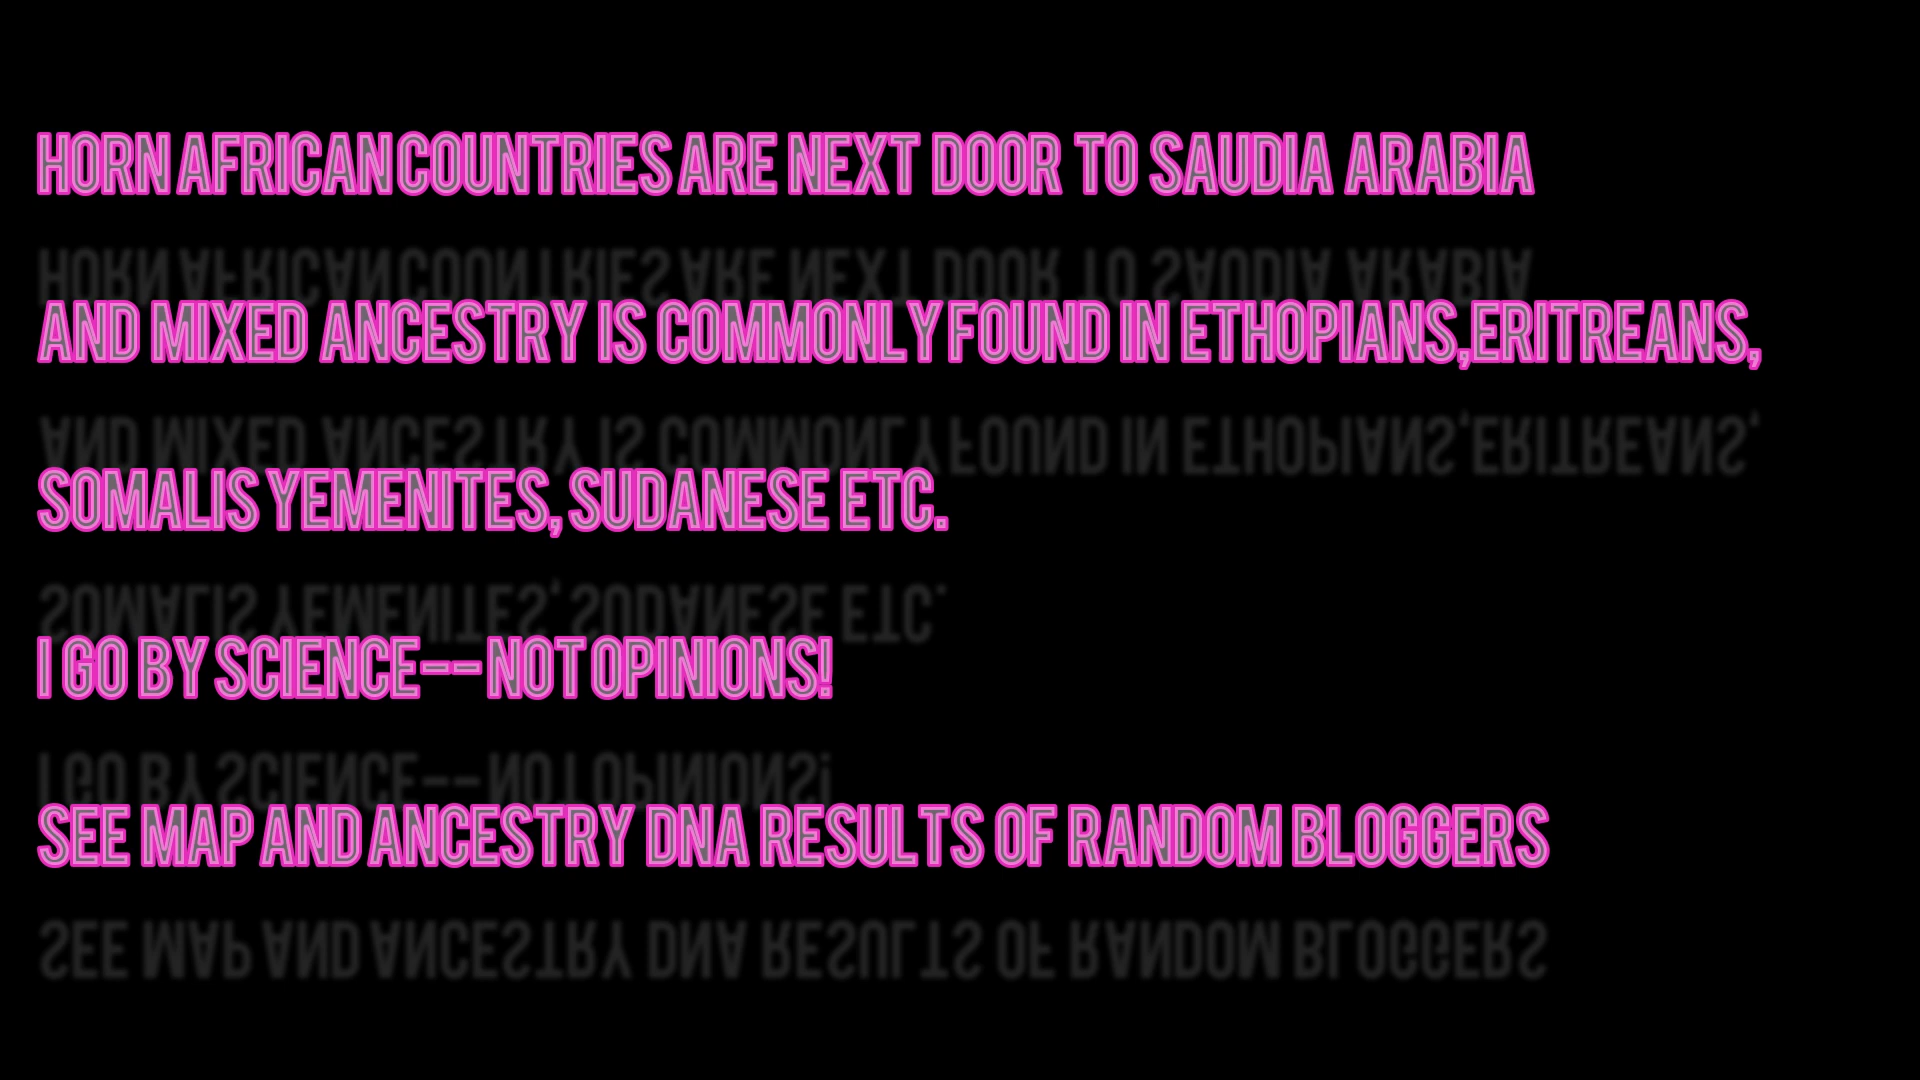 HORN AFRICAN COUNTRIES ARE NEXT DOOR TO SAUDIA ARABIA
AND MIXED ANCESTRY IS COMMONLY FOUND IN ETHOPIANS,ERITREANS,
SOMALIS YEMENITES, SUDANESE ETC.
I GO BY SCIENCE-- NOT OPINIONS!
SEE MAP AND ANCESTRY DNA RESULTS OF RANDOM BLOGGERS